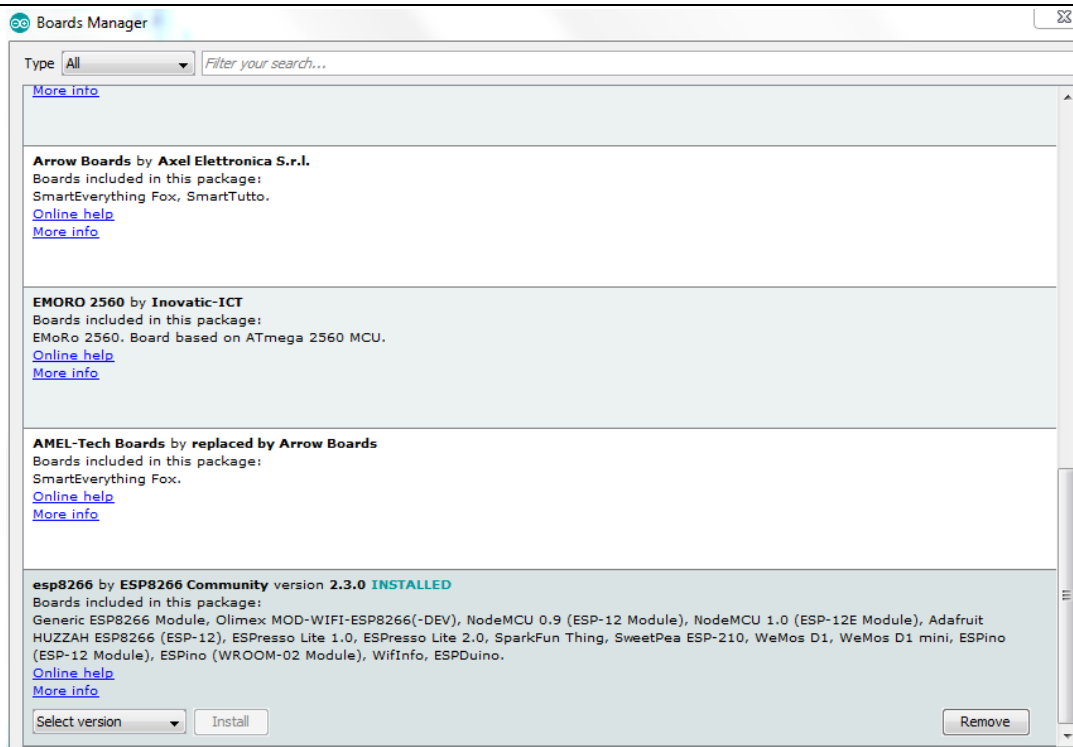 Boards Manager
Type All Filter your search...
More info
Arrow Boards by Axel Elettronica S.r.l.
Boards included in this package:
SmartEverything Fox, SmartTutto.
Online help
More info
EMORO 2560 by Inovatic-ICT
Boards included in this package:
EMoRo 2560. Board based on ATmega 2560 MCU.
Online help
More info
AMEL-Tech Boards by replaced by Arrow Boards
Boards included in this package:
SmartEverything Fox.
Online help
More info
esp8266 by ESP8266 Community version 2.3.0 INSTALLED
Boards included in this package:
Generic ESP8266 Module, Olimex MOD-WIFI-ESP8266(-DEV), NodeMCU 0.9 (ESP-12 Module), NodeMCU 1.0 (ESP-12E Module), Adafruit
HUZZAH ESP8266 (ESP-12), ESPresso Lite 1.0, ESPresso Lite 2.0, SparkFun Thing, SweetPea ESP-210, WeMos D1, WeMos D1 mini, ESPino
(ESP-12 Module), ESPino (WROOM-02 Module), WifInfo, ESPDuino.
Online help
More info
Select version Install Remove